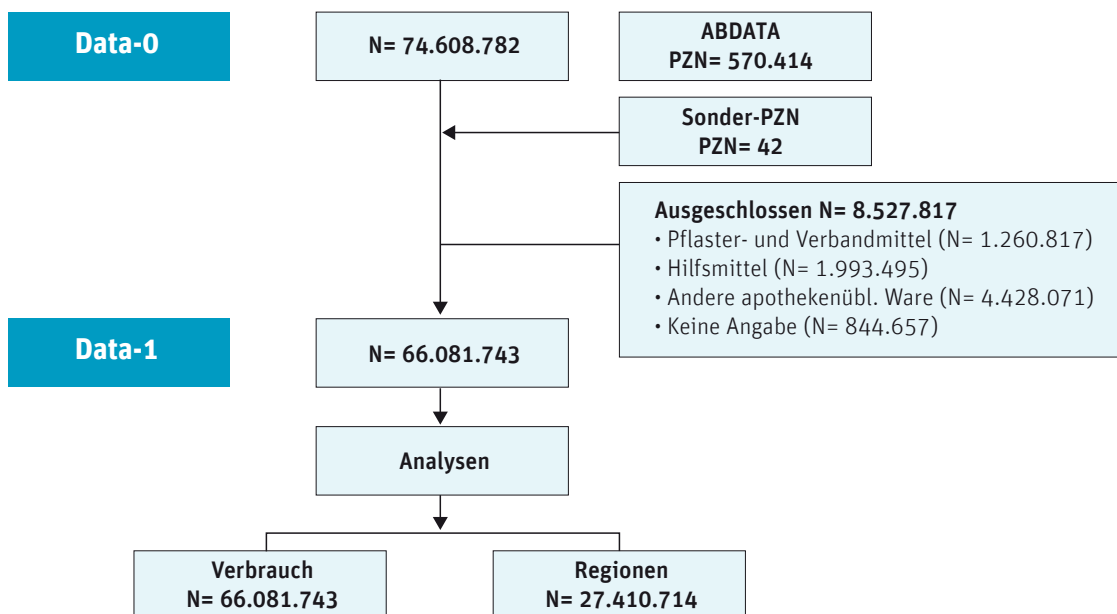 Data-0
N= 74.608.782
ABDATA
PZN= 570.414
Sonder-PZN
PZN= 42
Ausgeschlossen N= 8.527.817
• Pflaster- und Verbandmittel (N= 1.260.817)
• Hilfsmittel (N= 1.993.495)
• Andere apothekenübl. Ware (N= 4.428.071)
• Keine Angabe (N= 844.657)
Data-1
N= 66.081.743
Analysen
Verbrauch
N= 66.081.743
Regionen
N= 27.410.714